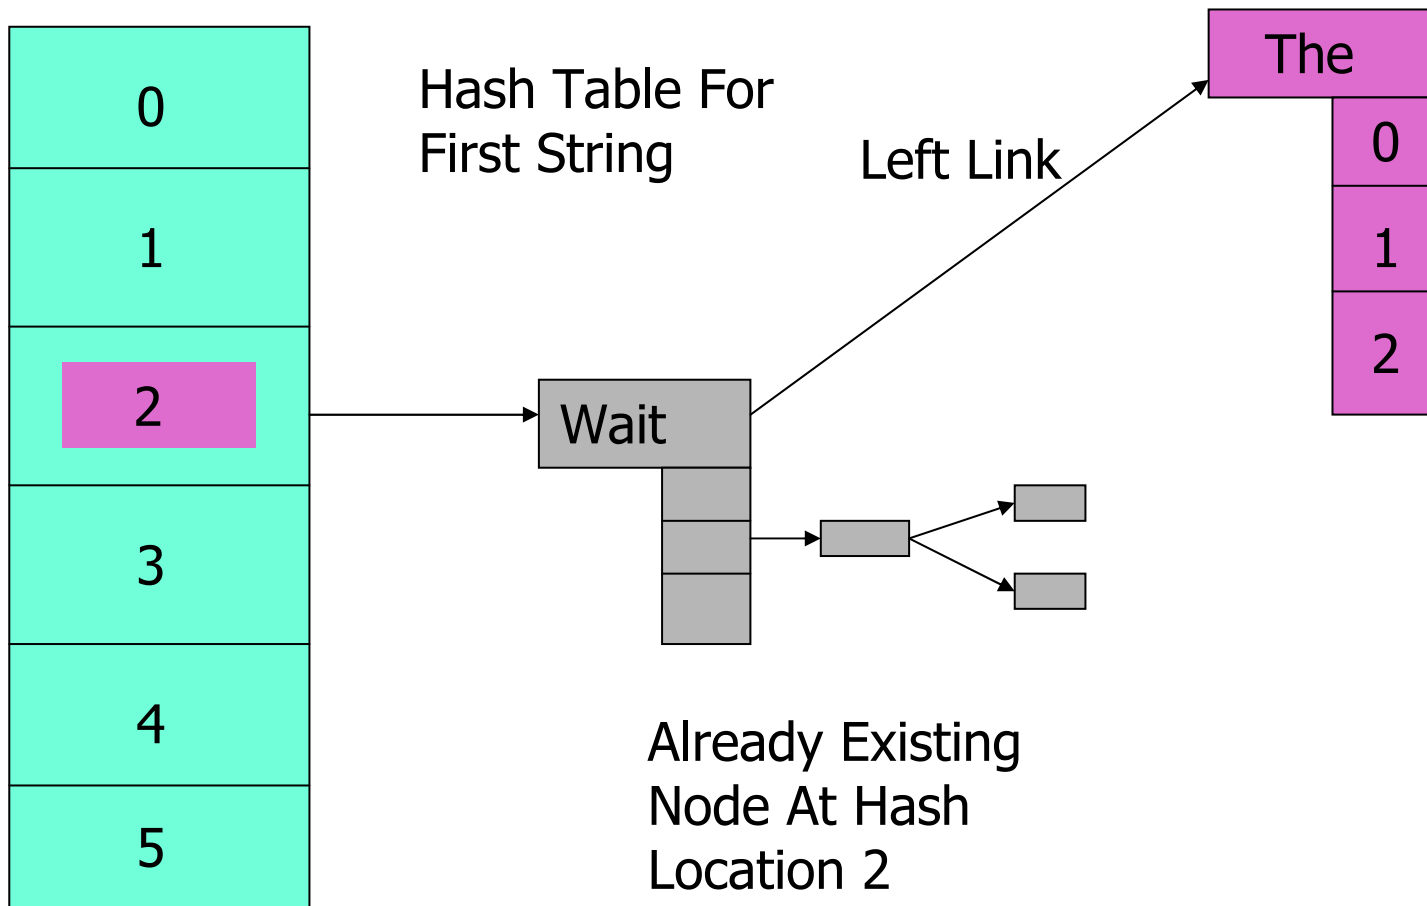 The
0
Hash Table For
First String
Left Link
0
1
1
2
2
Wait
3
4
Already Existing
Node At Hash
Location 2
5